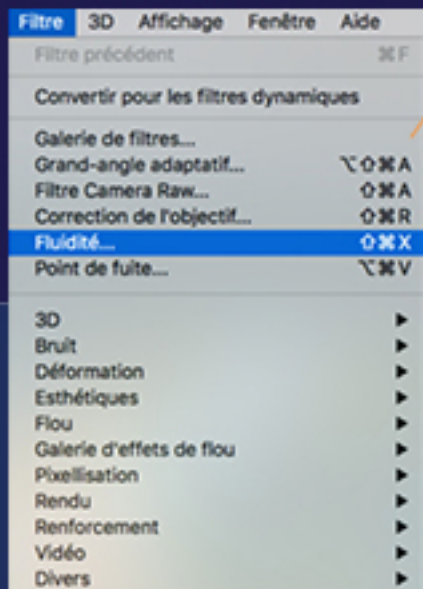 Filtre 3D Affichage Fenêtre Aide
Filtre précédent ⌘F
Convertir pour les filtres dynamiques
Galerie de filtres...
Grand-angle adaptatif... ⌥⇧⌘A
Filtre Camera Raw... ⇧⌘A
Correction de l'objectif... ⇧⌘R
Fluidité... ⇧⌘X
Point de fuite... ⌥⌘V
3D ▶
Bruit ▶
Déformation ▶
Esthétiques ▶
Flou ▶
Galerie d'effets de flou ▶
Pixellisation ▶
Rendu ▶
Renforcement ▶
Vidéo ▶
Divers ▶